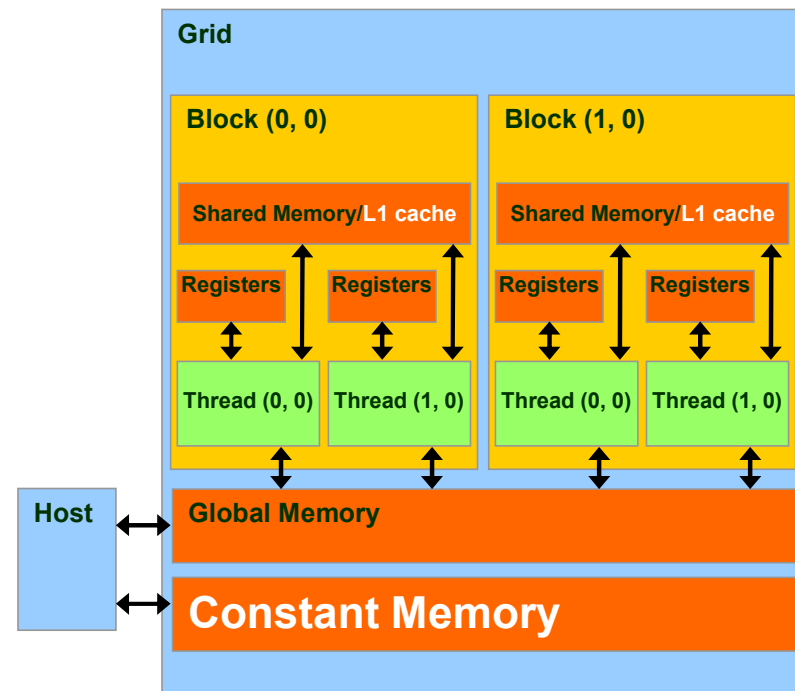 Grid
Block (0, 0)
Block (1, 0)
Shared Memory/L1 cache
Shared Memory/L1 cache
Registers
Registers
Registers
Registers
Thread (0, 0)
Thread (1, 0)
Thread (0, 0)
Thread (1, 0)
Host
Global Memory
Constant Memory